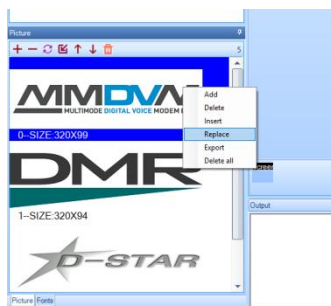 Picture
5
MMDVM
MULTIMODE DIGITAL VOICE MODEM
0--SIZE:320X99
Add
Delete
Insert
Replace
Export
Delete all
DMR
1--SIZE:320X94
Output
D-STAR
Picture Fonts